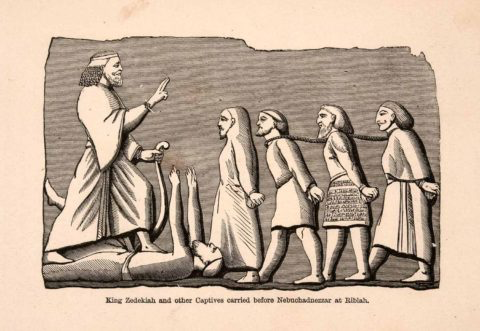 King Zedekiah and other Captives carried before Nebuchadnezzar at Riblah.